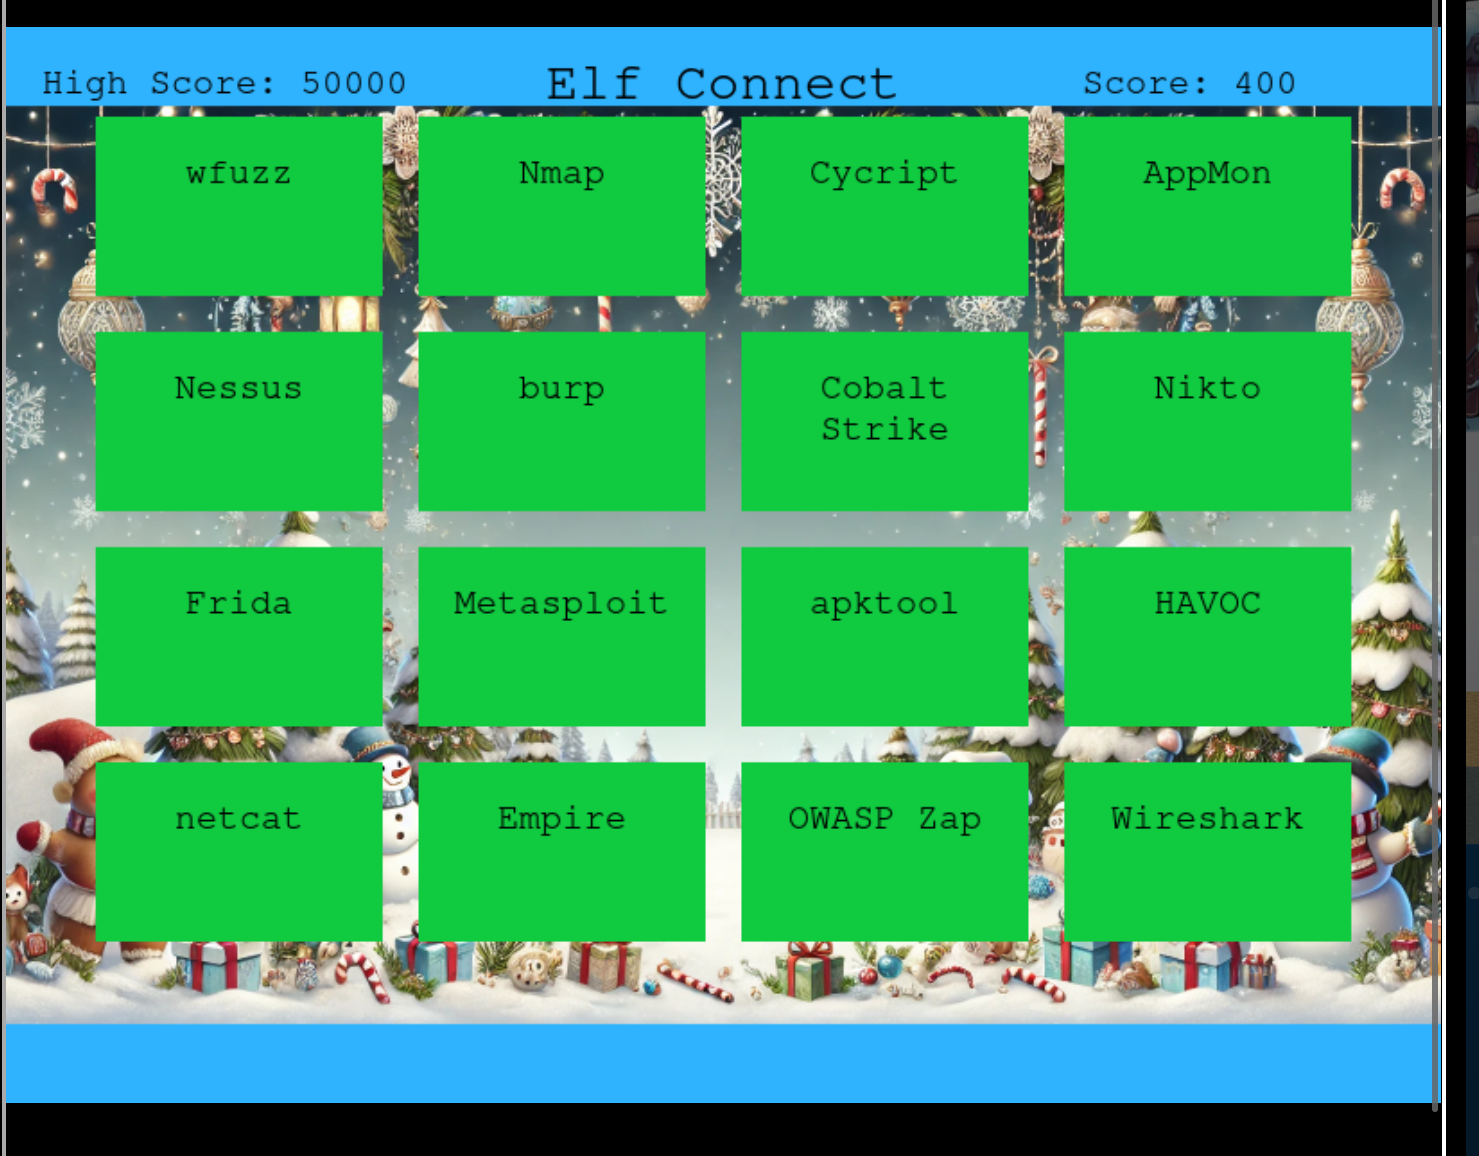 High Score: 50000
Elf Connect
Score: 400
wfuzz
Nmap
Cycript
AppMon
Nessus
burp
Cobalt
Strike
Nikto
Frida
Metasploit
apktool
HAVOC
netcat
Empire
OWASP Zap
Wireshark